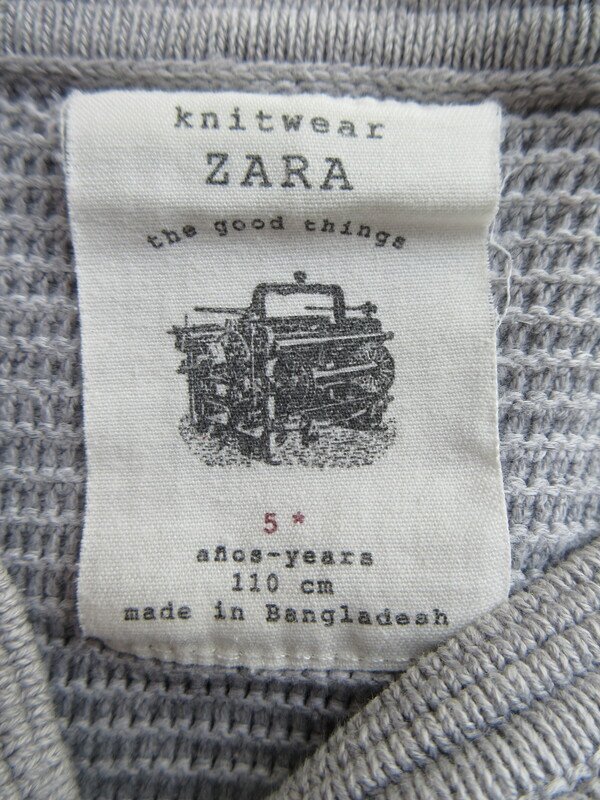 knitwear
ZARA
the good things
5 *
años-years
110 cm
made in Bangladesh